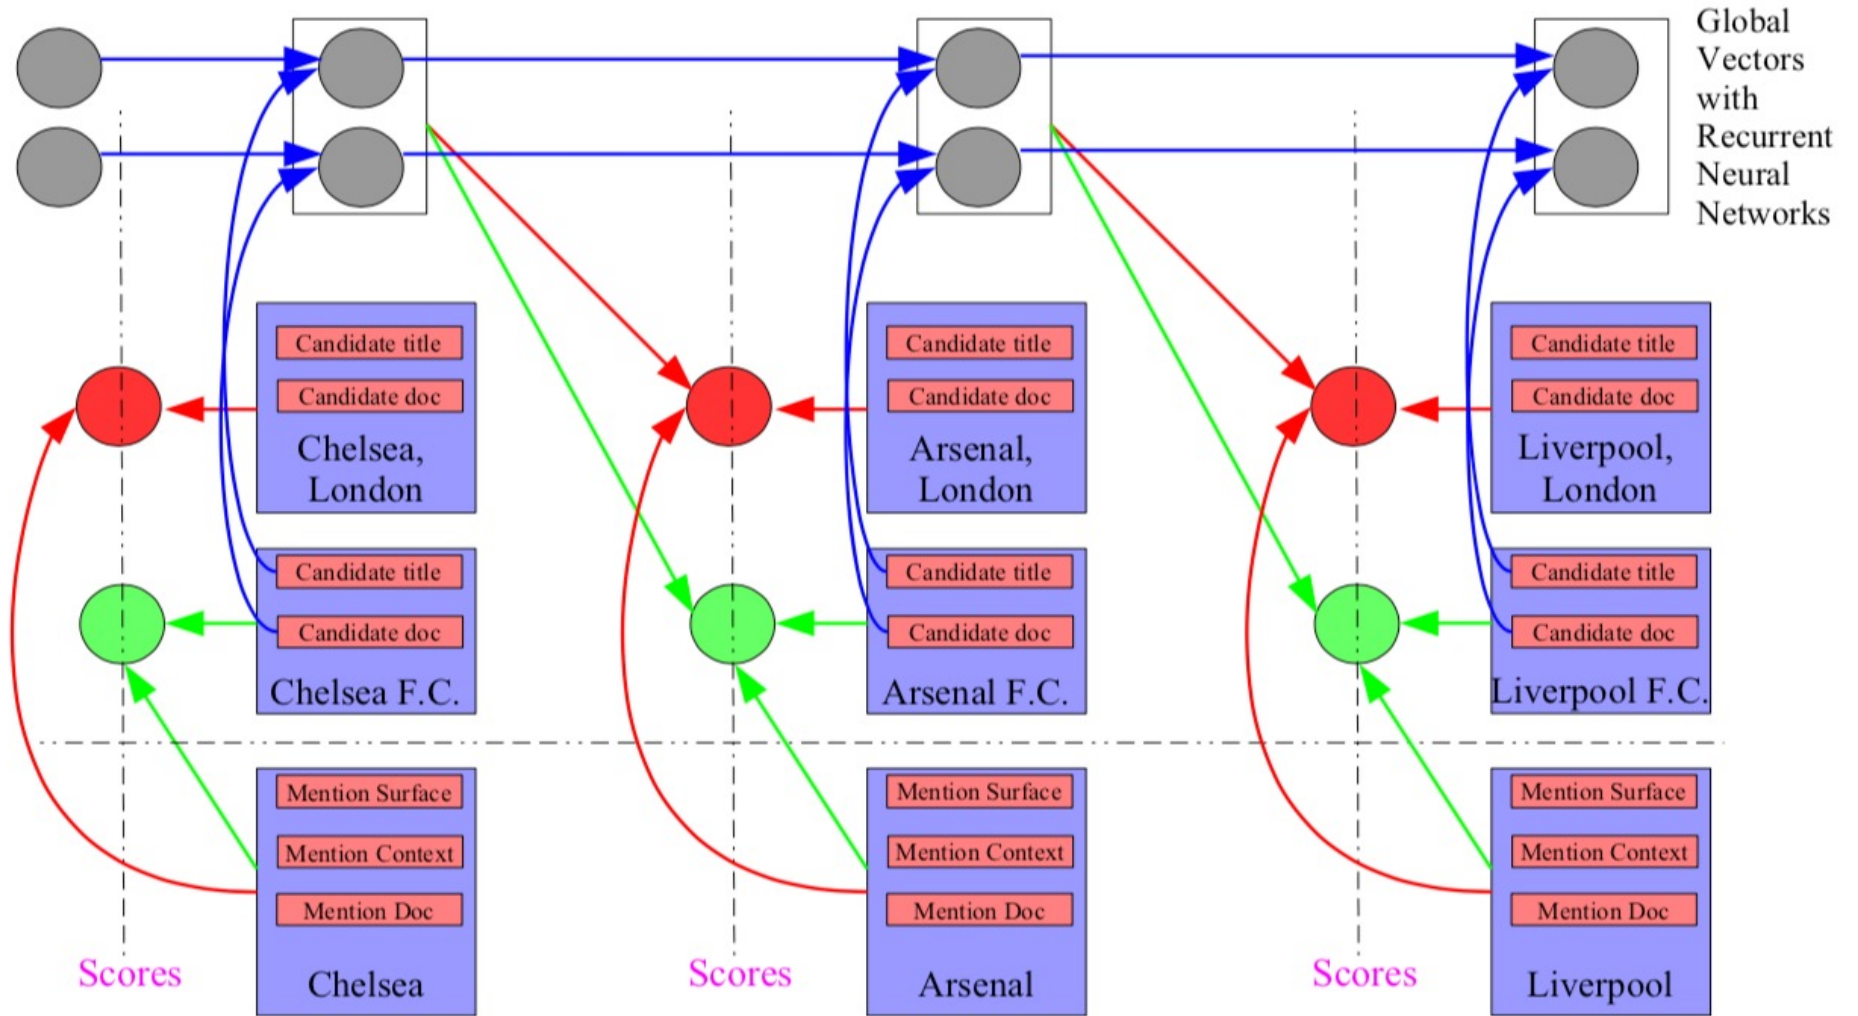 Global
Vectors
with
Recurrent
Neural
Networks
Candidate title
Candidate doc
Chelsea,
London
Candidate title
Candidate doc
Arsenal,
London
Candidate title
Candidate doc
Liverpool,
London
Candidate title
Candidate doc
Chelsea F.C.
Candidate title
Candidate doc
Arsenal F.C.
Candidate title
Candidate doc
Liverpool F.C.
Mention Surface
Mention Context
Mention Doc
Chelsea
Mention Surface
Mention Context
Mention Doc
Arsenal
Mention Surface
Mention Context
Mention Doc
Liverpool
Scores
Scores
Scores